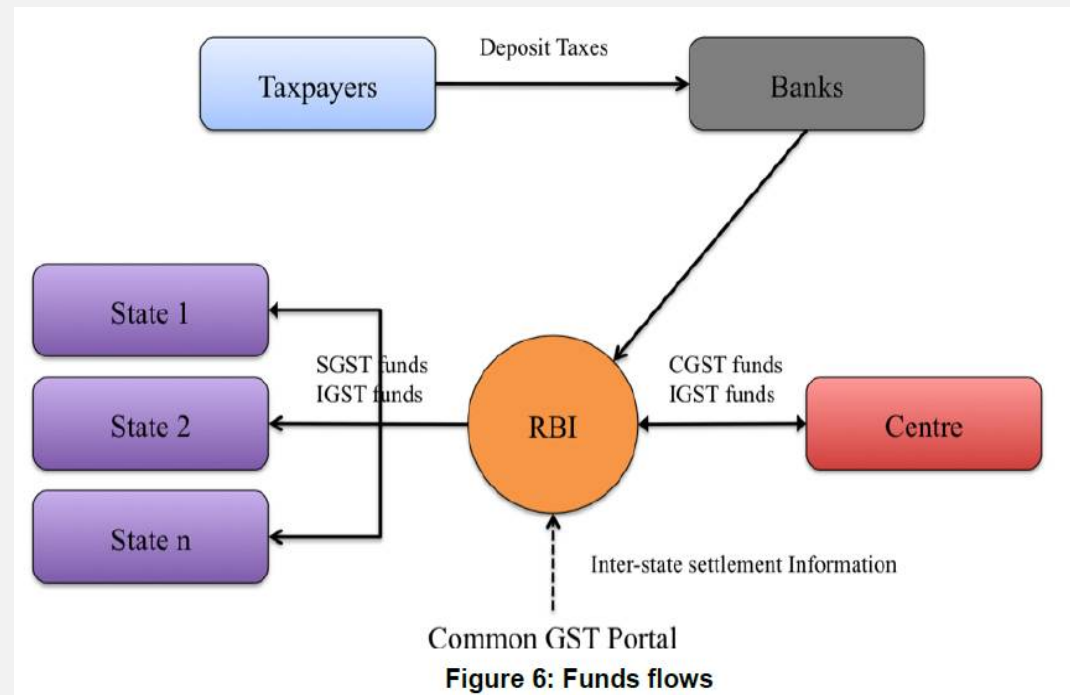 Deposit Taxes
Taxpayers
Banks
State 1
SGST funds
IGST funds
CGST funds
IGST funds
State 2
RBI
Centre
State n
Inter-state settlement Information
Common GST Portal
Figure 6: Funds flows